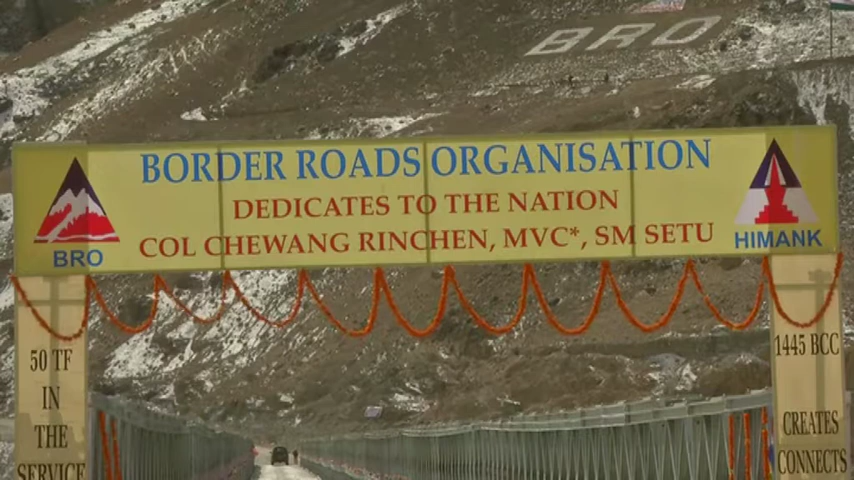 BRO
BORDER ROADS ORGANISATION
DEDICATES TO THE NATION
COL CHEWANG RINCHEN, MVC*, SM SETU
BRO
HIMANK
50 TF
IN
THE
SERVICE
1445 BCC
CREATES
CONNECTS